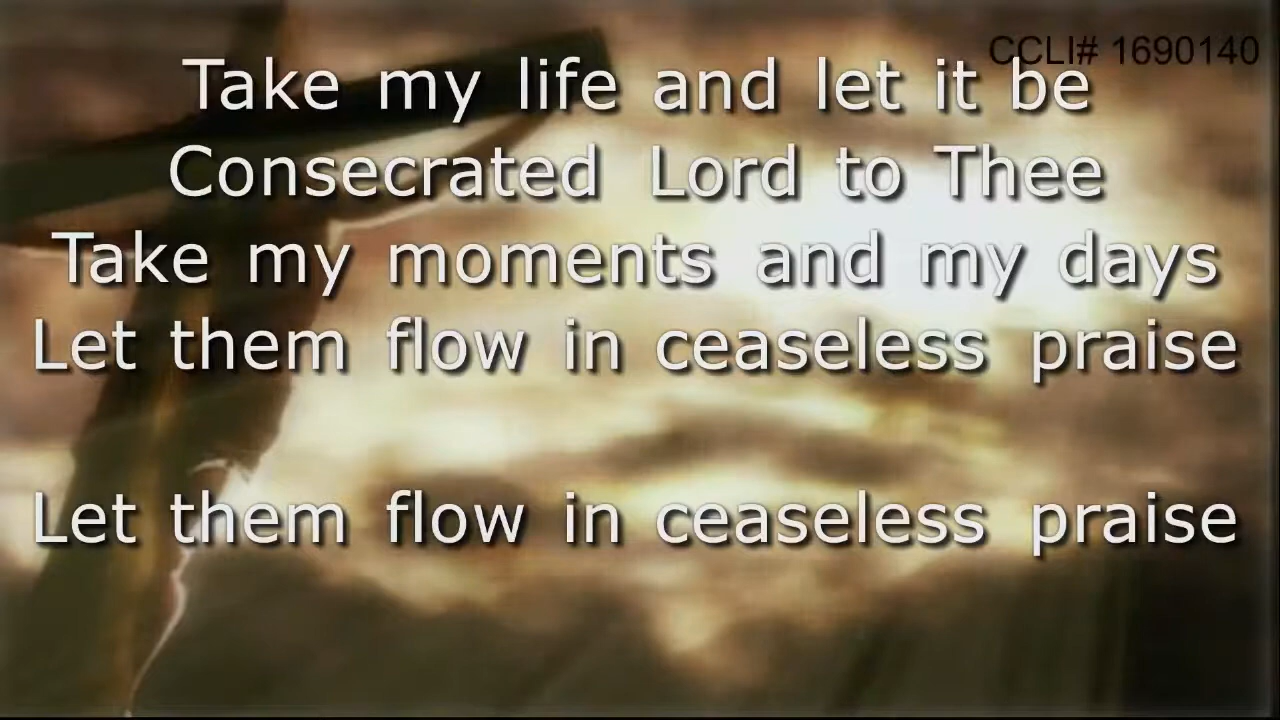 CCLI# 1690140
Take my life and let it be
Consecrated Lord to Thee
Take my moments and my days
Let them flow in ceaseless praise
Let them flow in ceaseless praise